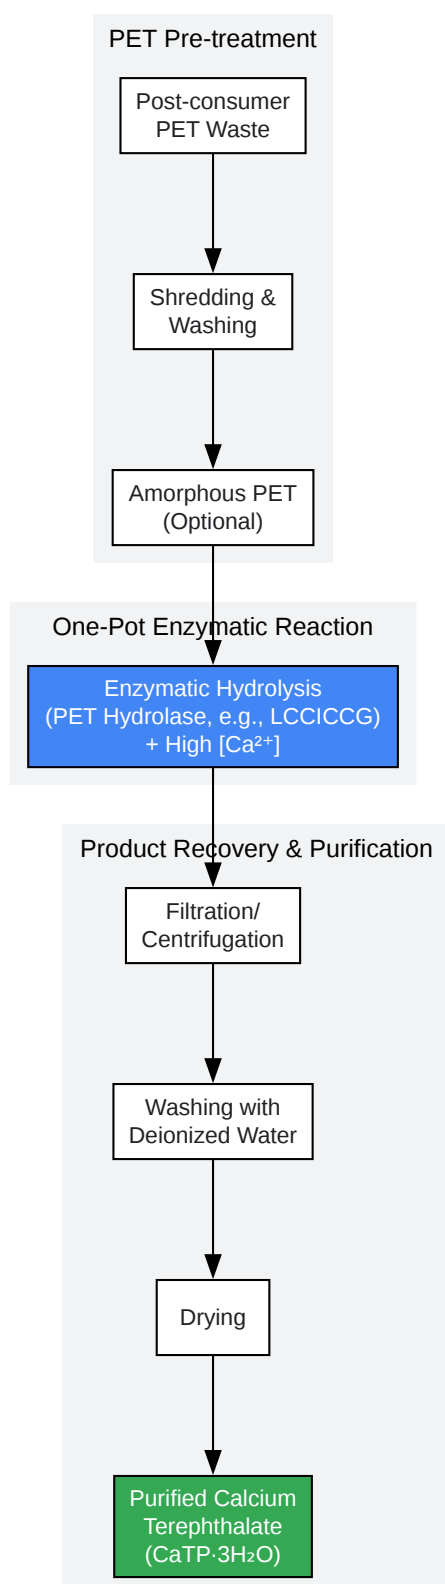 PET Pre-treatment
Post-consumer
PET Waste
Shredding &
Washing
Amorphous PET
(Optional)
One-Pot Enzymatic Reaction
Enzymatic Hydrolysis
(PET Hydrolase, e.g., LCCICCG)
+ High [Ca²⁺]
Product Recovery & Purification
Filtration/
Centrifugation
Washing with
Deionized Water
Drying
Purified Calcium
Terephthalate
(CaTP·3H₂O)